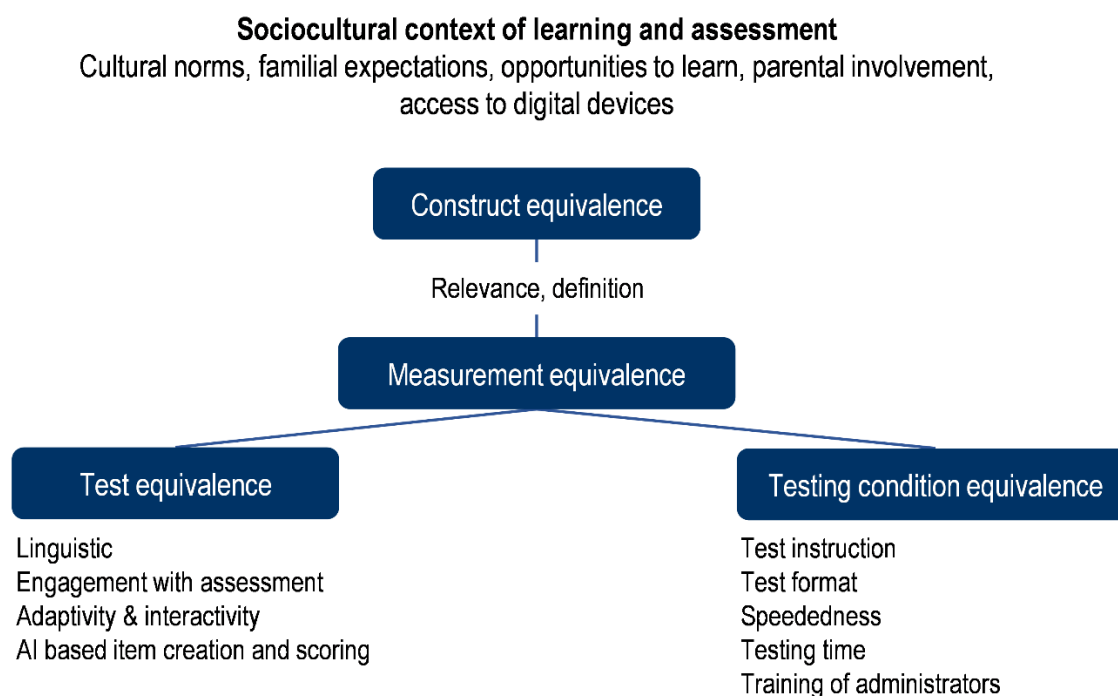 Sociocultural context of learning and assessment
Cultural norms, familial expectations, opportunities to learn, parental involvement,
access to digital devices
Construct equivalence
Relevance, definition
Measurement equivalence
Test equivalence
Linguistic
Engagement with assessment
Adaptivity & interactivity
AI based item creation and scoring
Testing condition equivalence
Test instruction
Test format
Speededness
Testing time
Training of administrators